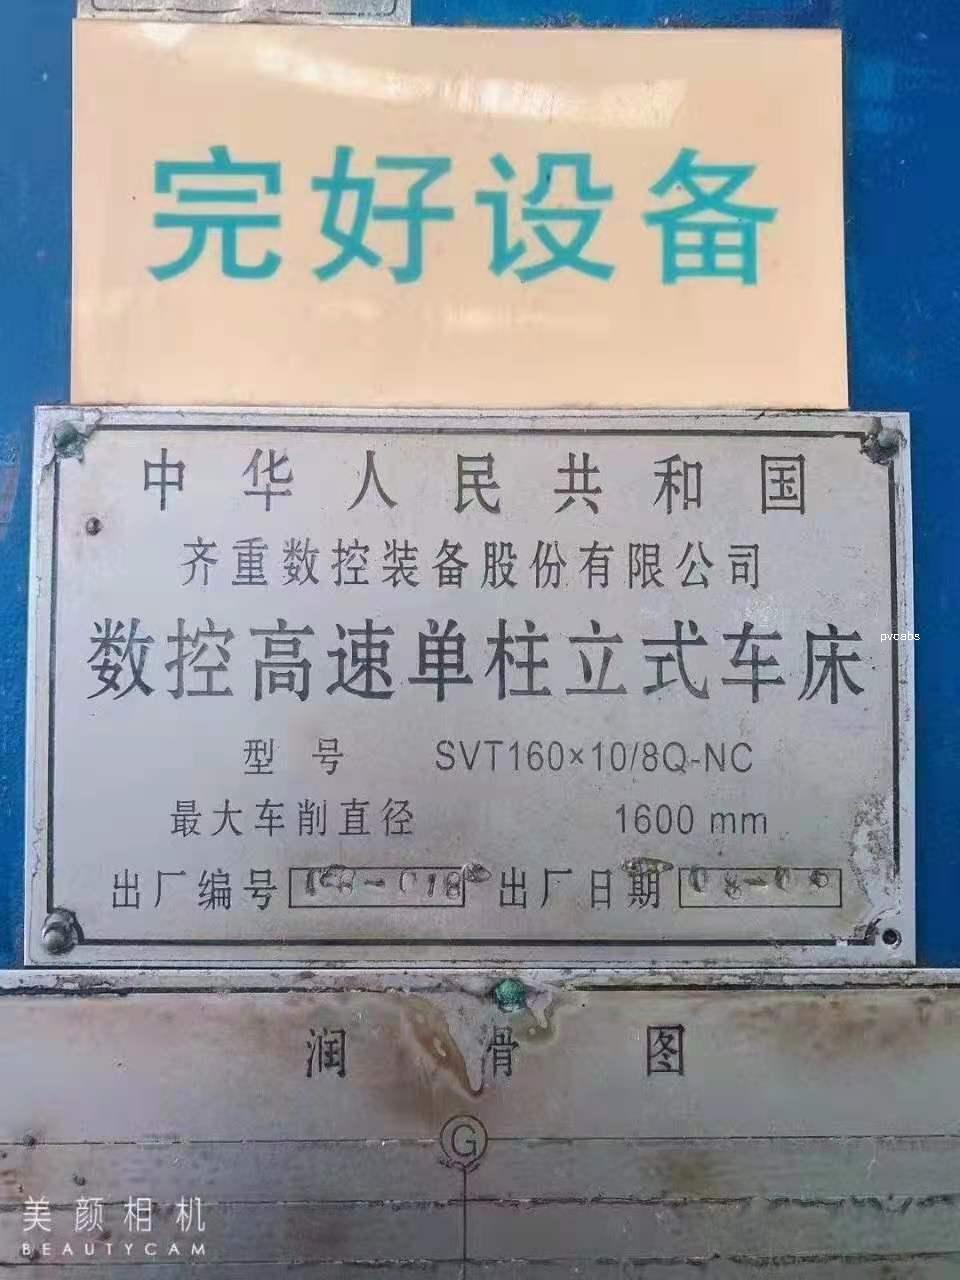 完好设备
中华人民共和国
齐重数控装备股份有限公司
数控高速单柱立式车床
pvcabs
型号 SVT160×10/8Q-NC
最大车削直径 1600 mm
出厂编号 出厂日期
润滑图
G
美颜相机
BEAUTYCAM